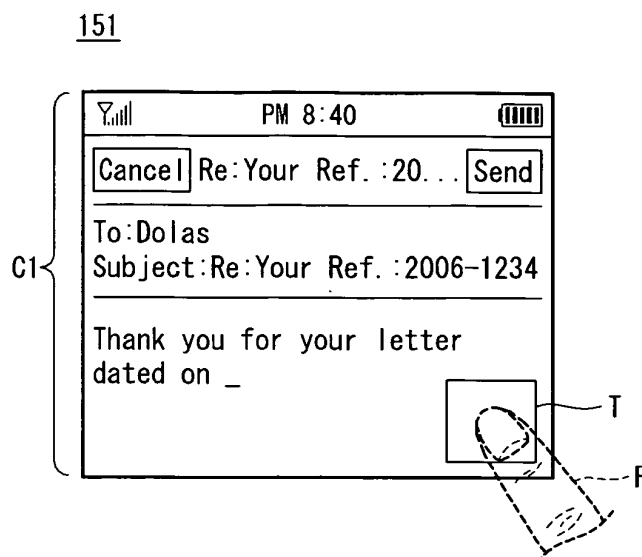 151
PM 8:40
Cancel Re:Your Ref.:20... Send
To:Dolas
Subject:Re:Your Ref.:2006-1234
C1
Thank you for your letter
dated on _
T
F